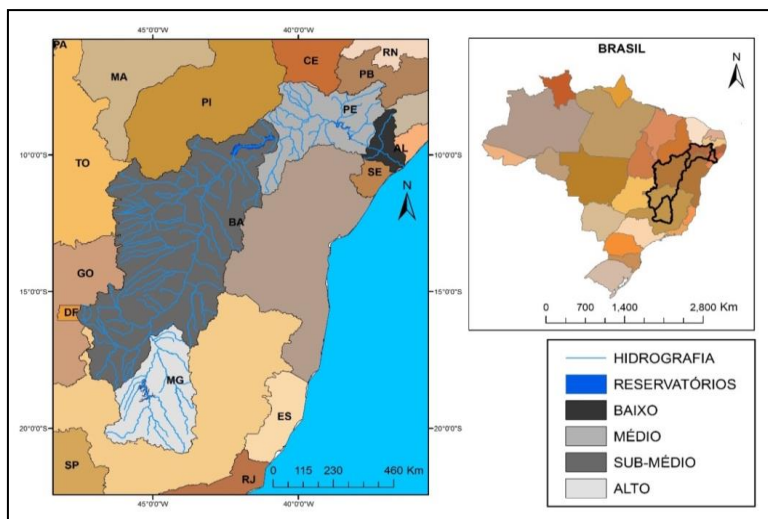 45°0'0"W
40°0'0"W
PA
MA
CE
RN
PB
PI
PE
AL
10°0'0"S
10°0'0"S
TO
SE
N
BA
GO
15°0'0"S
15°0'0"S
DF
MG
ES
20°0'0"S
20°0'0"S
SP
RJ
0 115 230 460 Km
45°0'0"W
40°0'0"W
BRASIL
N
0 700 1,400 2,800 Km
HIDROGRAFIA
RESERVATÓRIOS
BAIXO
MÉDIO
SUB-MÉDIO
ALTO